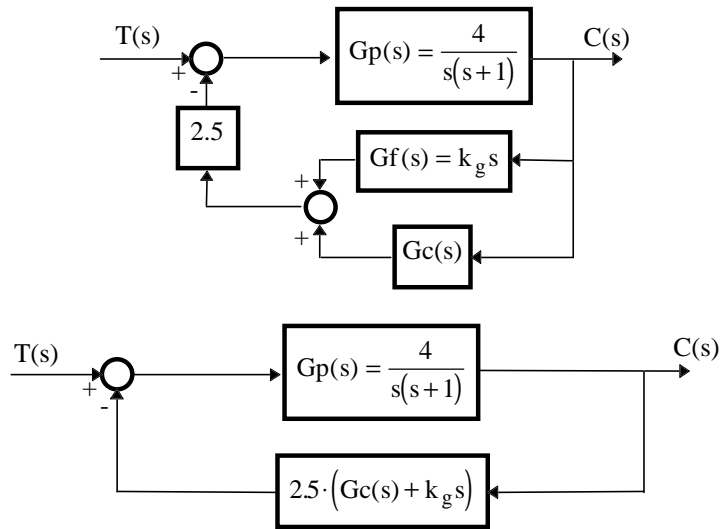 T(s)
Gp(s) = 4 / s(s+1)
C(s)
+
-
2.5
Gf(s) = k_g s
+
+
Gc(s)
T(s)
Gp(s) = 4 / s(s+1)
C(s)
+
-
2.5·(Gc(s) + k_g s)